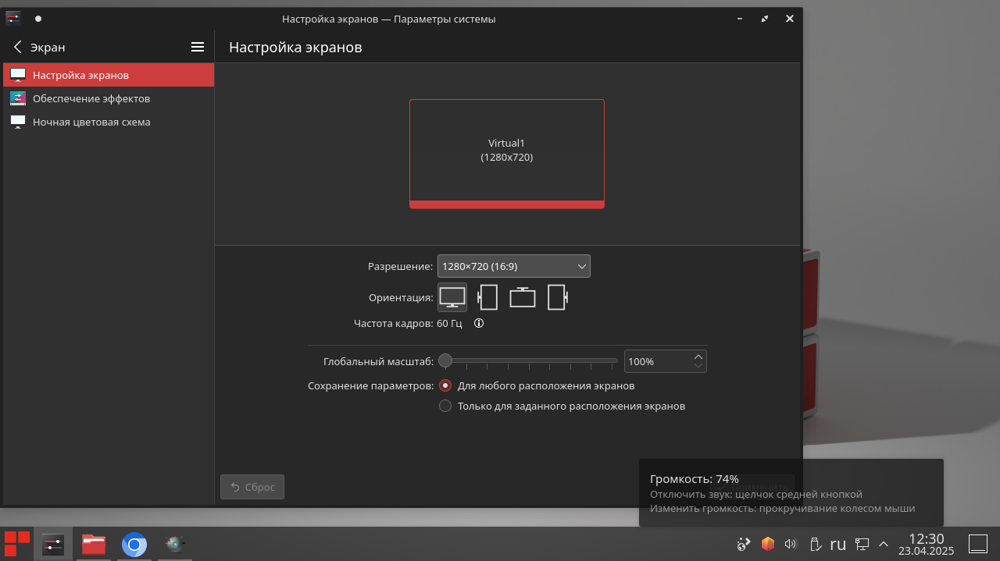 Настройка экранов — Параметры системы
Экран
Настройка экранов
Настройка экранов
Обеспечение эффектов
Ночная цветовая схема
Virtual1
(1280x720)
Разрешение: 1280×720 (16:9)
Ориентация:
Частота кадров: 60 Гц
Глобальный масштаб: 100%
Сохранение параметров: Для любого расположения экранов
Только для заданного расположения экранов
Сброс
Применить
Громкость: 74%
Отключить звук: щелчок средней кнопкой
Изменить громкость: прокручивание колесом мыши
ru
12:30
23.04.2025